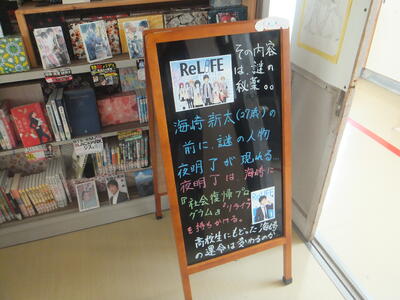 ReLIFE
その内容
は、謎の
秘薬。。
海崎 新太(27歳)の
前に、謎の人物
夜明了が現れる。
夜明了は 海崎に
『社会復帰プロ
グラム』リライフ
を持ちかける。
高校生にもどった海崎
の運命は変わるのか